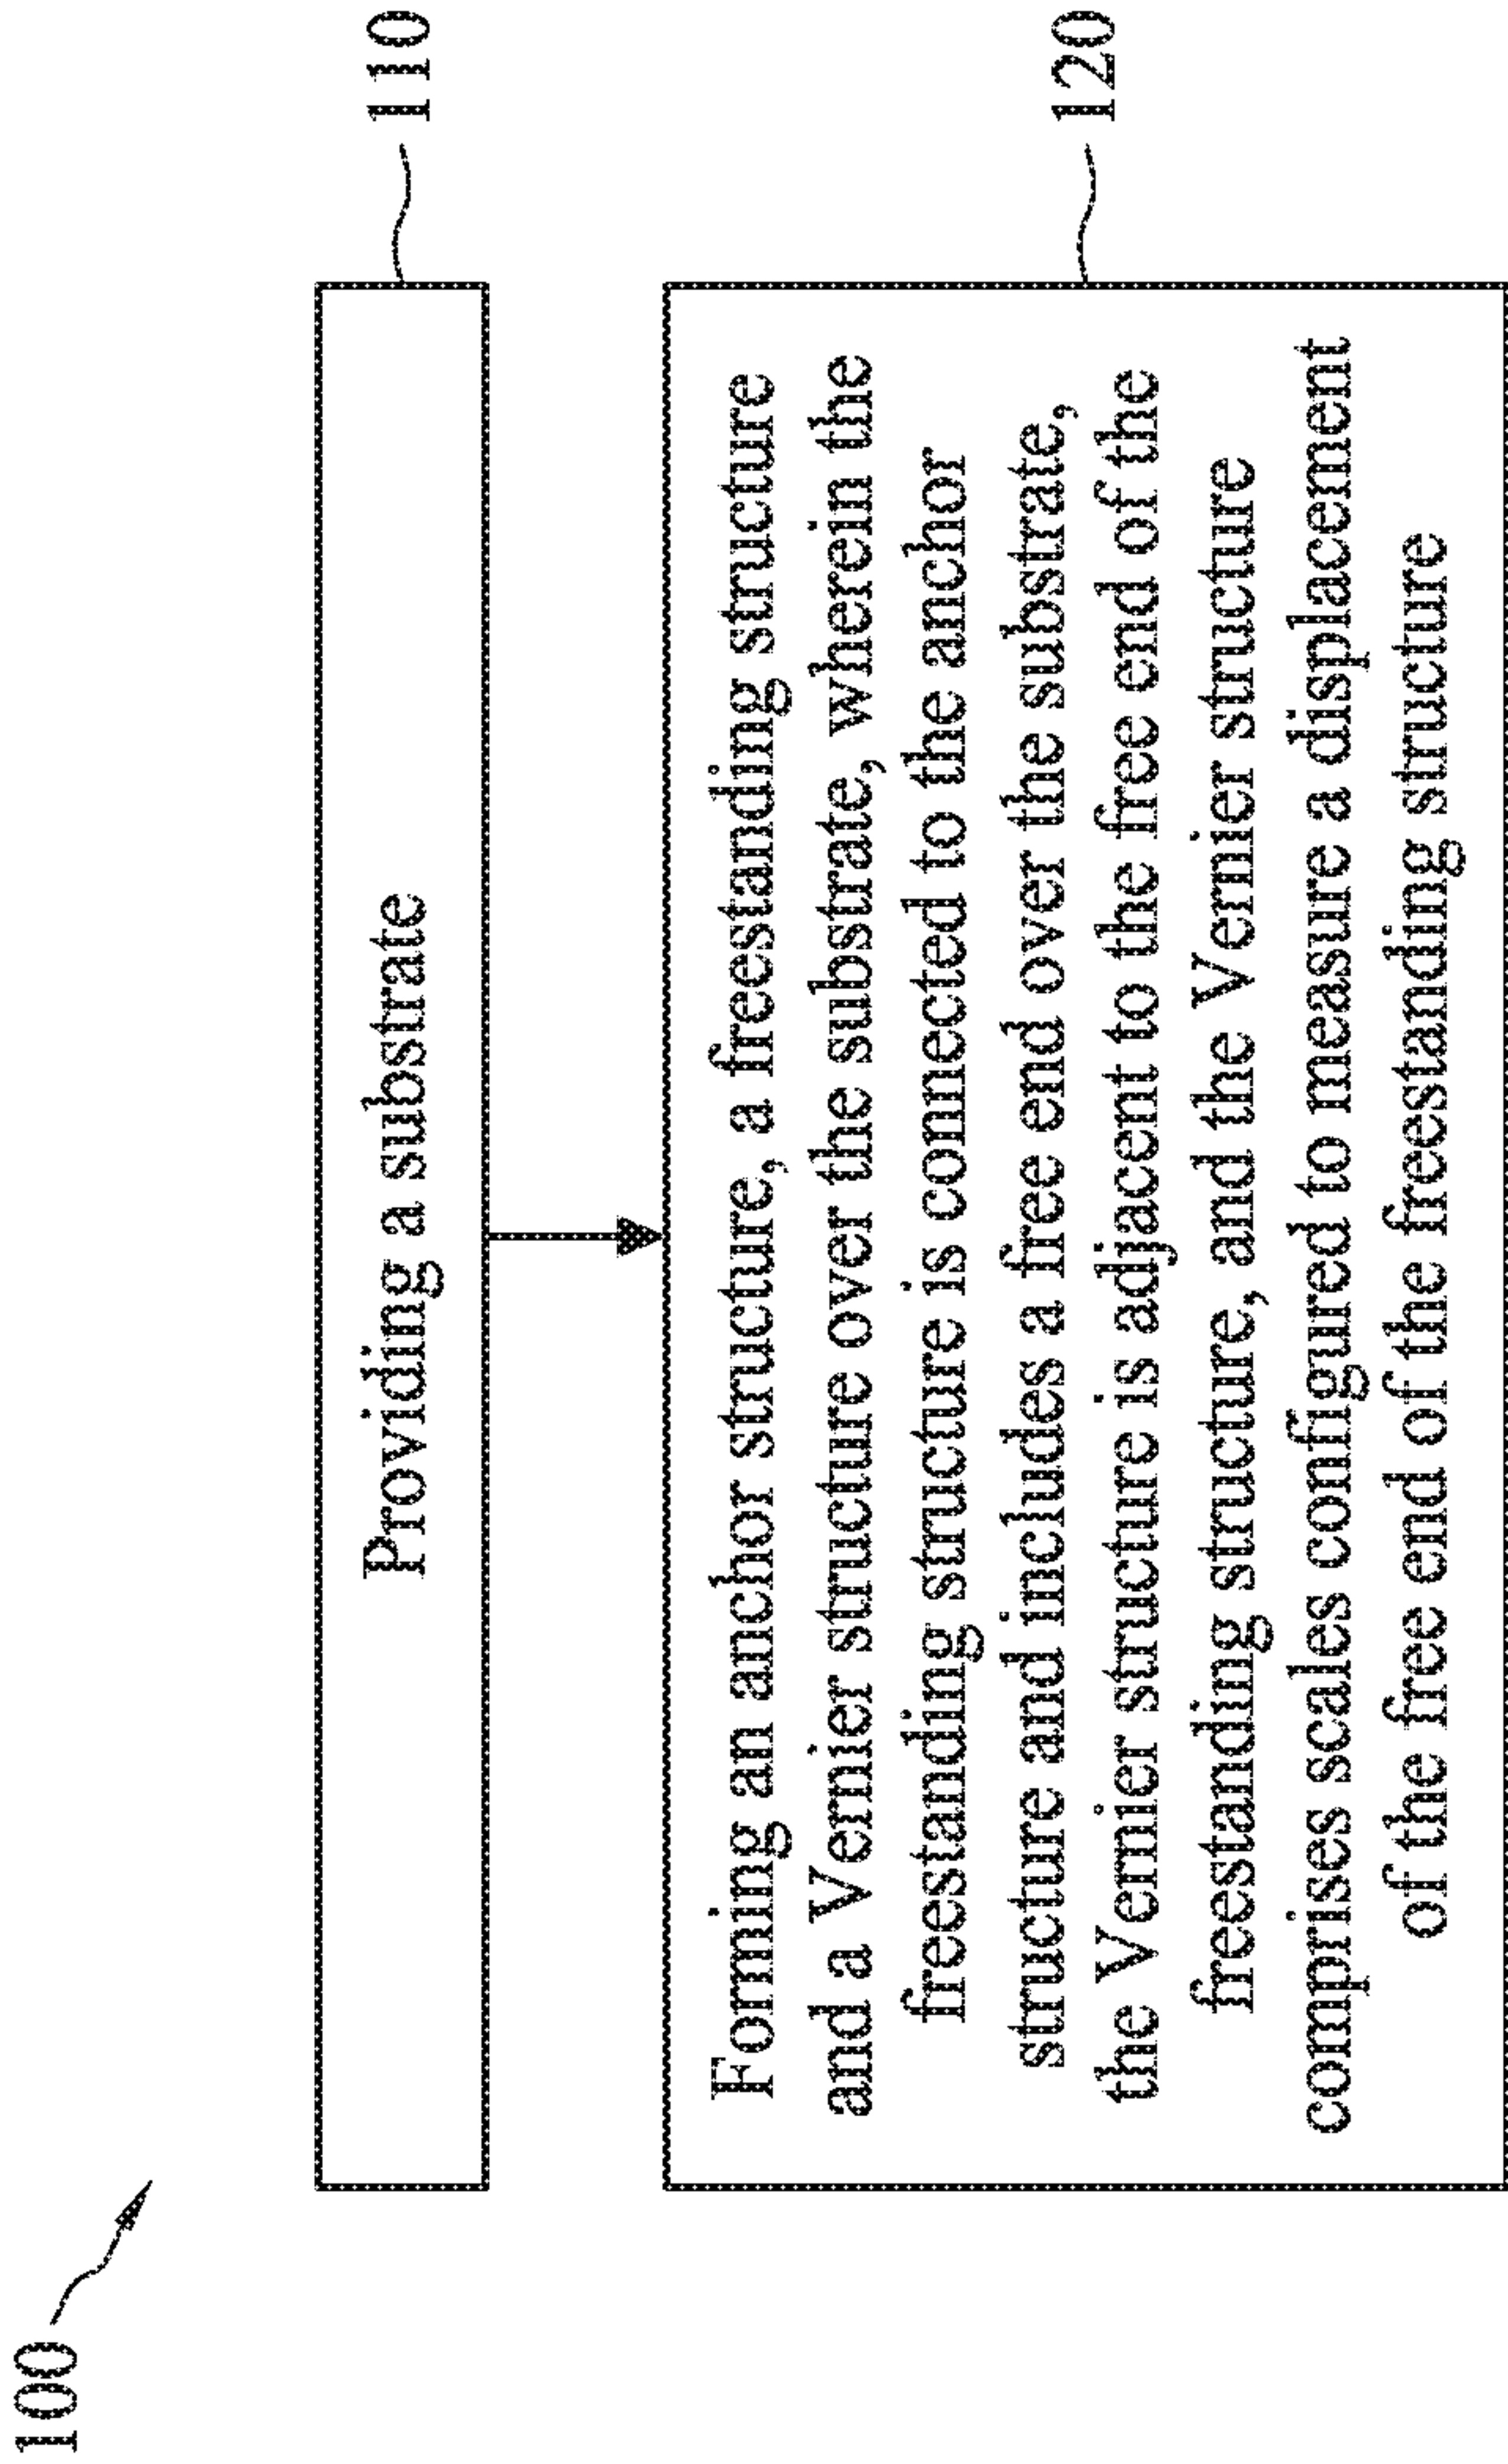 100
Providing a substrate
110
Forming an anchor structure, a freestanding structure
and a Vernier structure over the substrate, wherein the
freestanding structure is connected to the anchor
structure and includes a free end over the substrate,
the Vernier structure is adjacent to the free end of the
freestanding structure, and the Vernier structure
comprises scales configured to measure a displacement
of the free end of the freestanding structure
120